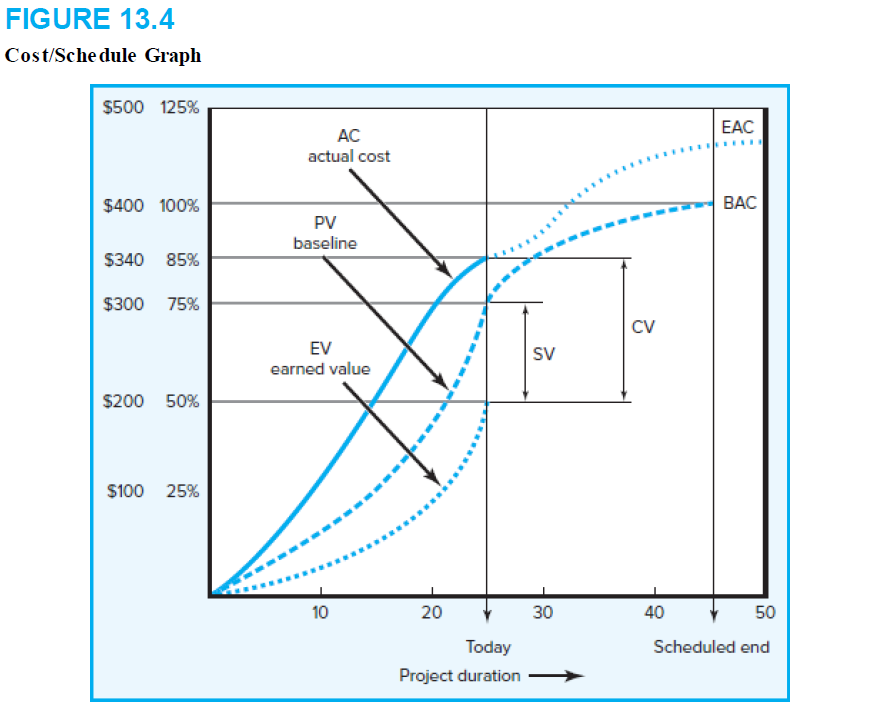 FIGURE 13.4
Cost/Schedule Graph
$500 125%
EAC
AC
actual cost
$400 100%
BAC
PV
baseline
$340 85%
$300 75%
CV
EV
SV
earned value
$200 50%
$100 25%
10 20 30 40 50
Today Scheduled end
Project duration